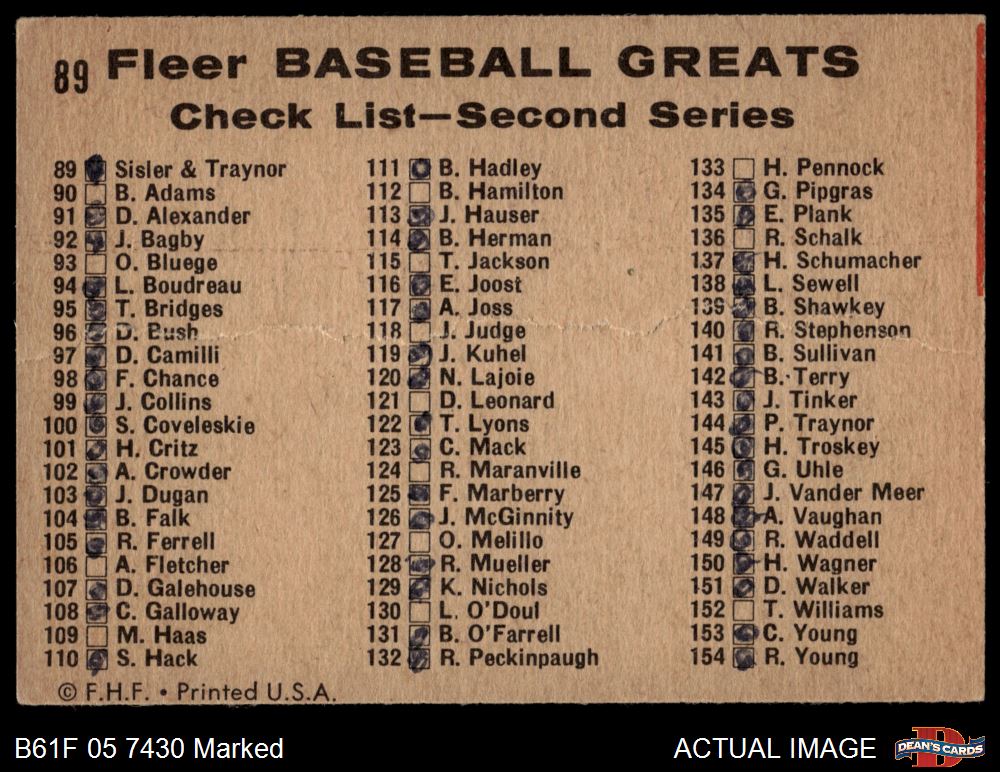 89 Fleer BASEBALL GREATS
Check List—Second Series
89 Sisler & Traynor
90 B. Adams
91 D. Alexander
92 J. Bagby
93 O. Bluege
94 L. Boudreau
95 T. Bridges
96 D. Bush
97 D. Camilli
98 F. Chance
99 J. Collins
100 S. Coveleskie
101 H. Critz
102 A. Crowder
103 J. Dugan
104 B. Falk
105 R. Ferrell
106 A. Fletcher
107 D. Galehouse
108 C. Galloway
109 M. Haas
110 S. Hack
111 B. Hadley
112 B. Hamilton
113 J. Hauser
114 B. Herman
115 T. Jackson
116 E. Joost
117 A. Joss
118 J. Judge
119 J. Kuhel
120 N. Lajoie
121 D. Leonard
122 T. Lyons
123 C. Mack
124 R. Maranville
125 F. Marberry
126 J. McGinnity
127 O. Melillo
128 R. Mueller
129 K. Nichols
130 L. O'Doul
131 B. O'Farrell
132 R. Peckinpaugh
133 H. Pennock
134 G. Pipgras
135 E. Plank
136 R. Schalk
137 H. Schumacher
138 L. Sewell
139 B. Shawkey
140 R. Stephenson
141 B. Sullivan
142 B. Terry
143 J. Tinker
144 P. Traynor
145 H. Troskey
146 G. Uhle
147 J. Vander Meer
148 A. Vaughan
149 R. Waddell
150 H. Wagner
151 D. Walker
152 T. Williams
153 C. Young
154 R. Young
© F.H.F. • Printed U.S.A.
B61F 05 7430 Marked
ACTUAL IMAGE
DEAN'S CARDS